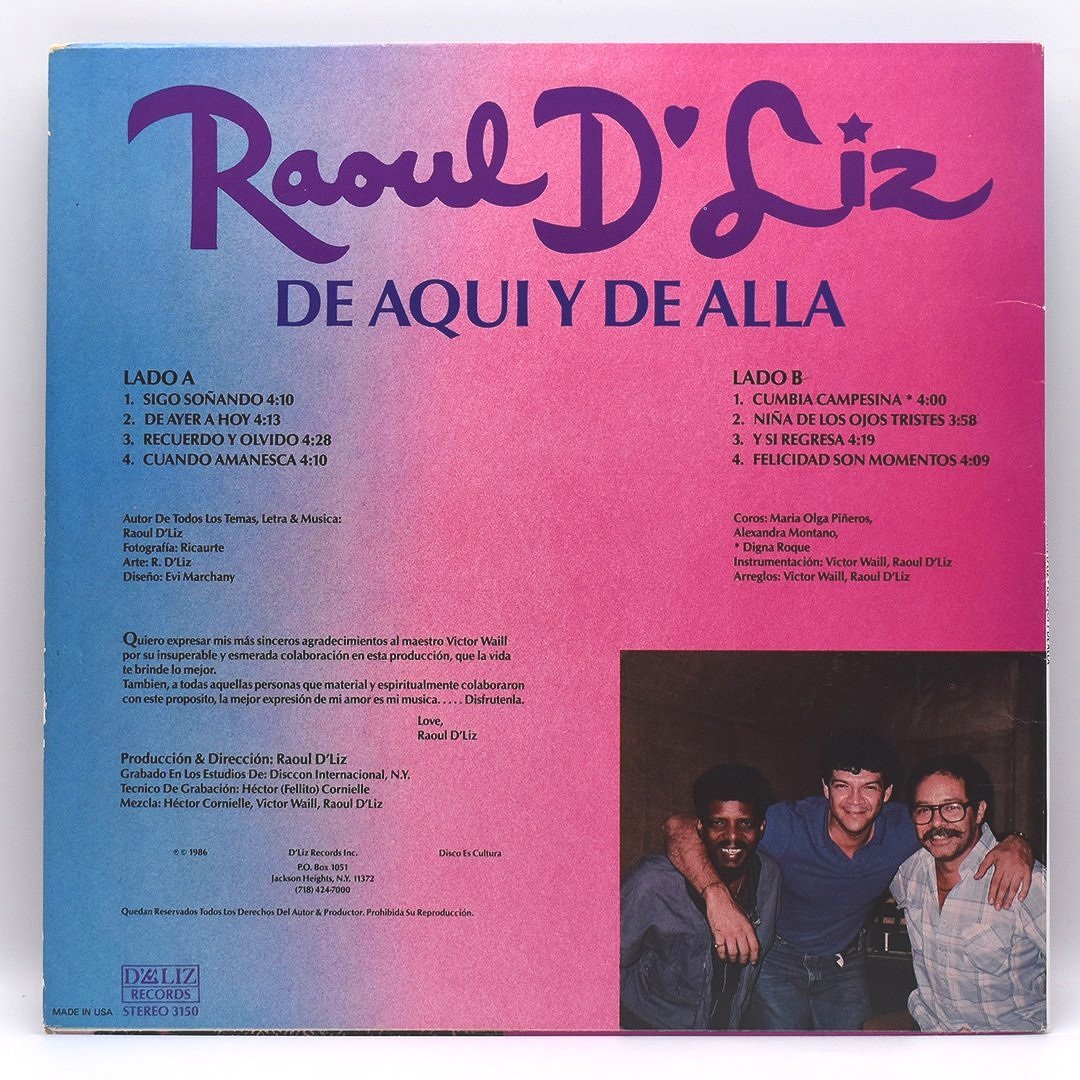 Raoul D'Liz
DE AQUI Y DE ALLA
LADO A
1. SIGO SOÑANDO 4:10
2. DE AYER A HOY 4:13
3. RECUERDO Y OLVIDO 4:28
4. CUANDO AMANESCA 4:10
LADO B
1. CUMBIA CAMPESINA * 4:00
2. NIÑA DE LOS OJOS TRISTES 3:58
3. Y SI REGRESA 4:19
4. FELICIDAD SON MOMENTOS 4:09
Autor De Todos Los Temas, Letra & Musica:
Raoul D'Liz
Fotografía: Ricaurte
Arte: R. D'Liz
Diseño: Evi Marchany
Coros: Maria Olga Piñeros,
Alexandra Montano,
* Digna Roque
Instrumentación: Victor Waill, Raoul D'Liz
Arreglos: Victor Waill, Raoul D'Liz
Quiero expresar mis más sinceros agradecimientos al maestro Victor Waill
por su insuperable y esmerada colaboración en esta producción, que la vida
te brinde lo mejor.
Tambien, a todas aquellas personas que material y espiritualmente colaboraron
con este proposito, la mejor expresión de mi amor es mi musica. . . . . Disfrutenla.
Love,
Raoul D'Liz
Producción & Dirección: Raoul D'Liz
Grabado En Los Estudios De: Disccon Internacional, N.Y.
Tecnico De Grabación: Héctor (Fellito) Cornielle
Mezcla: Héctor Cornielle, Victor Waill, Raoul D'Liz
℗ © 1986
D'Liz Records Inc.
P.O. Box 1051
Jackson Heights, N.Y. 11372
(718) 424-7000
Disco Es Cultura
Quedan Reservados Todos Los Derechos Del Autor & Productor. Prohibida Su Reproducción.
D'LIZ
RECORDS
MADE IN USA
STEREO 3150